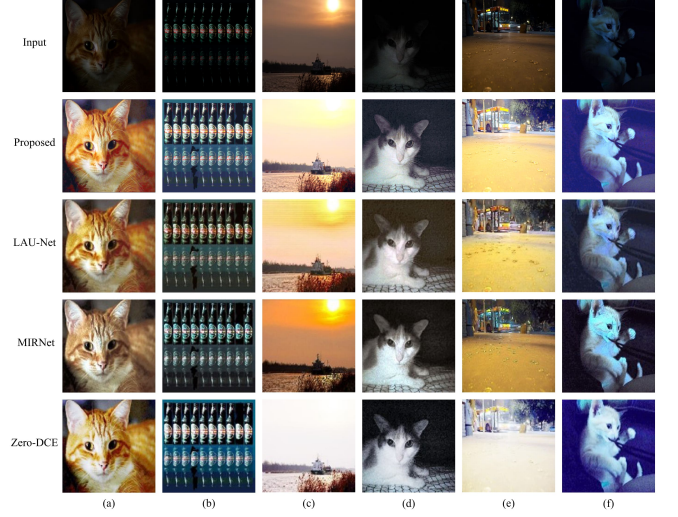 Input
Proposed
LAU-Net
MIRNet
Zero-DCE
(a) (b) (c) (d) (e) (f)